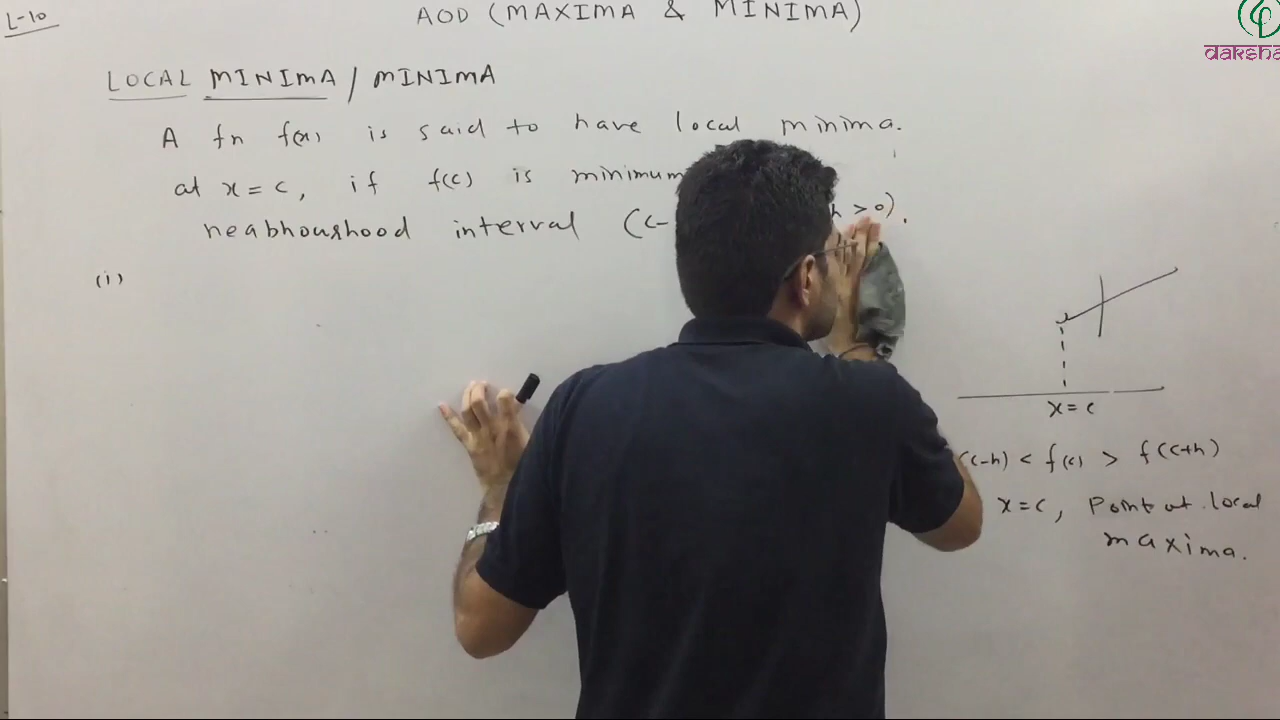 L-10
AOD (MAXIMA & MINIMA)
daksha
LOCAL MINIMA / MINIMA
A fn f(x) is said to have local minima.
at x = c, if f(c) is minimum
neabhourhood interval (c- h > 0).
(i)
x = c
(c-h) < f(c) > f(c+h)
x = c, Point of local
maxima.